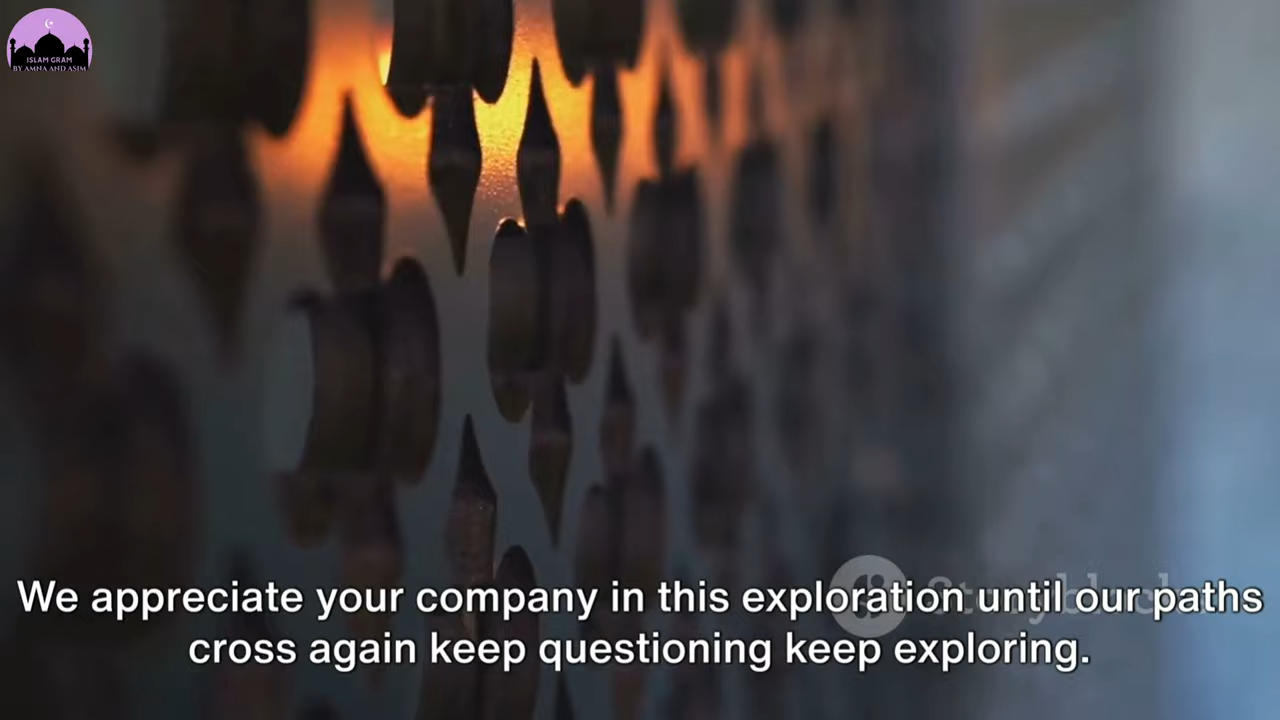 ISLAM GRAM
BY AMNA AND ASIM
We appreciate your company in this exploration until our paths
cross again keep questioning keep exploring.